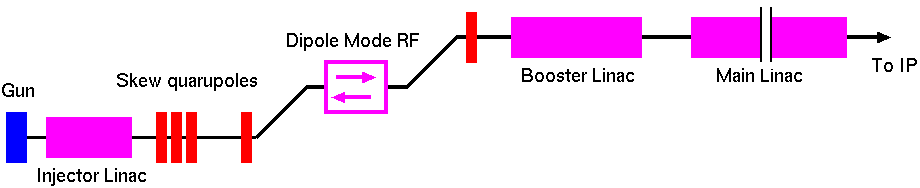 Gun
Injector Linac
Skew quarupoles
Dipole Mode RF
Booster Linac
Main Linac
To IP